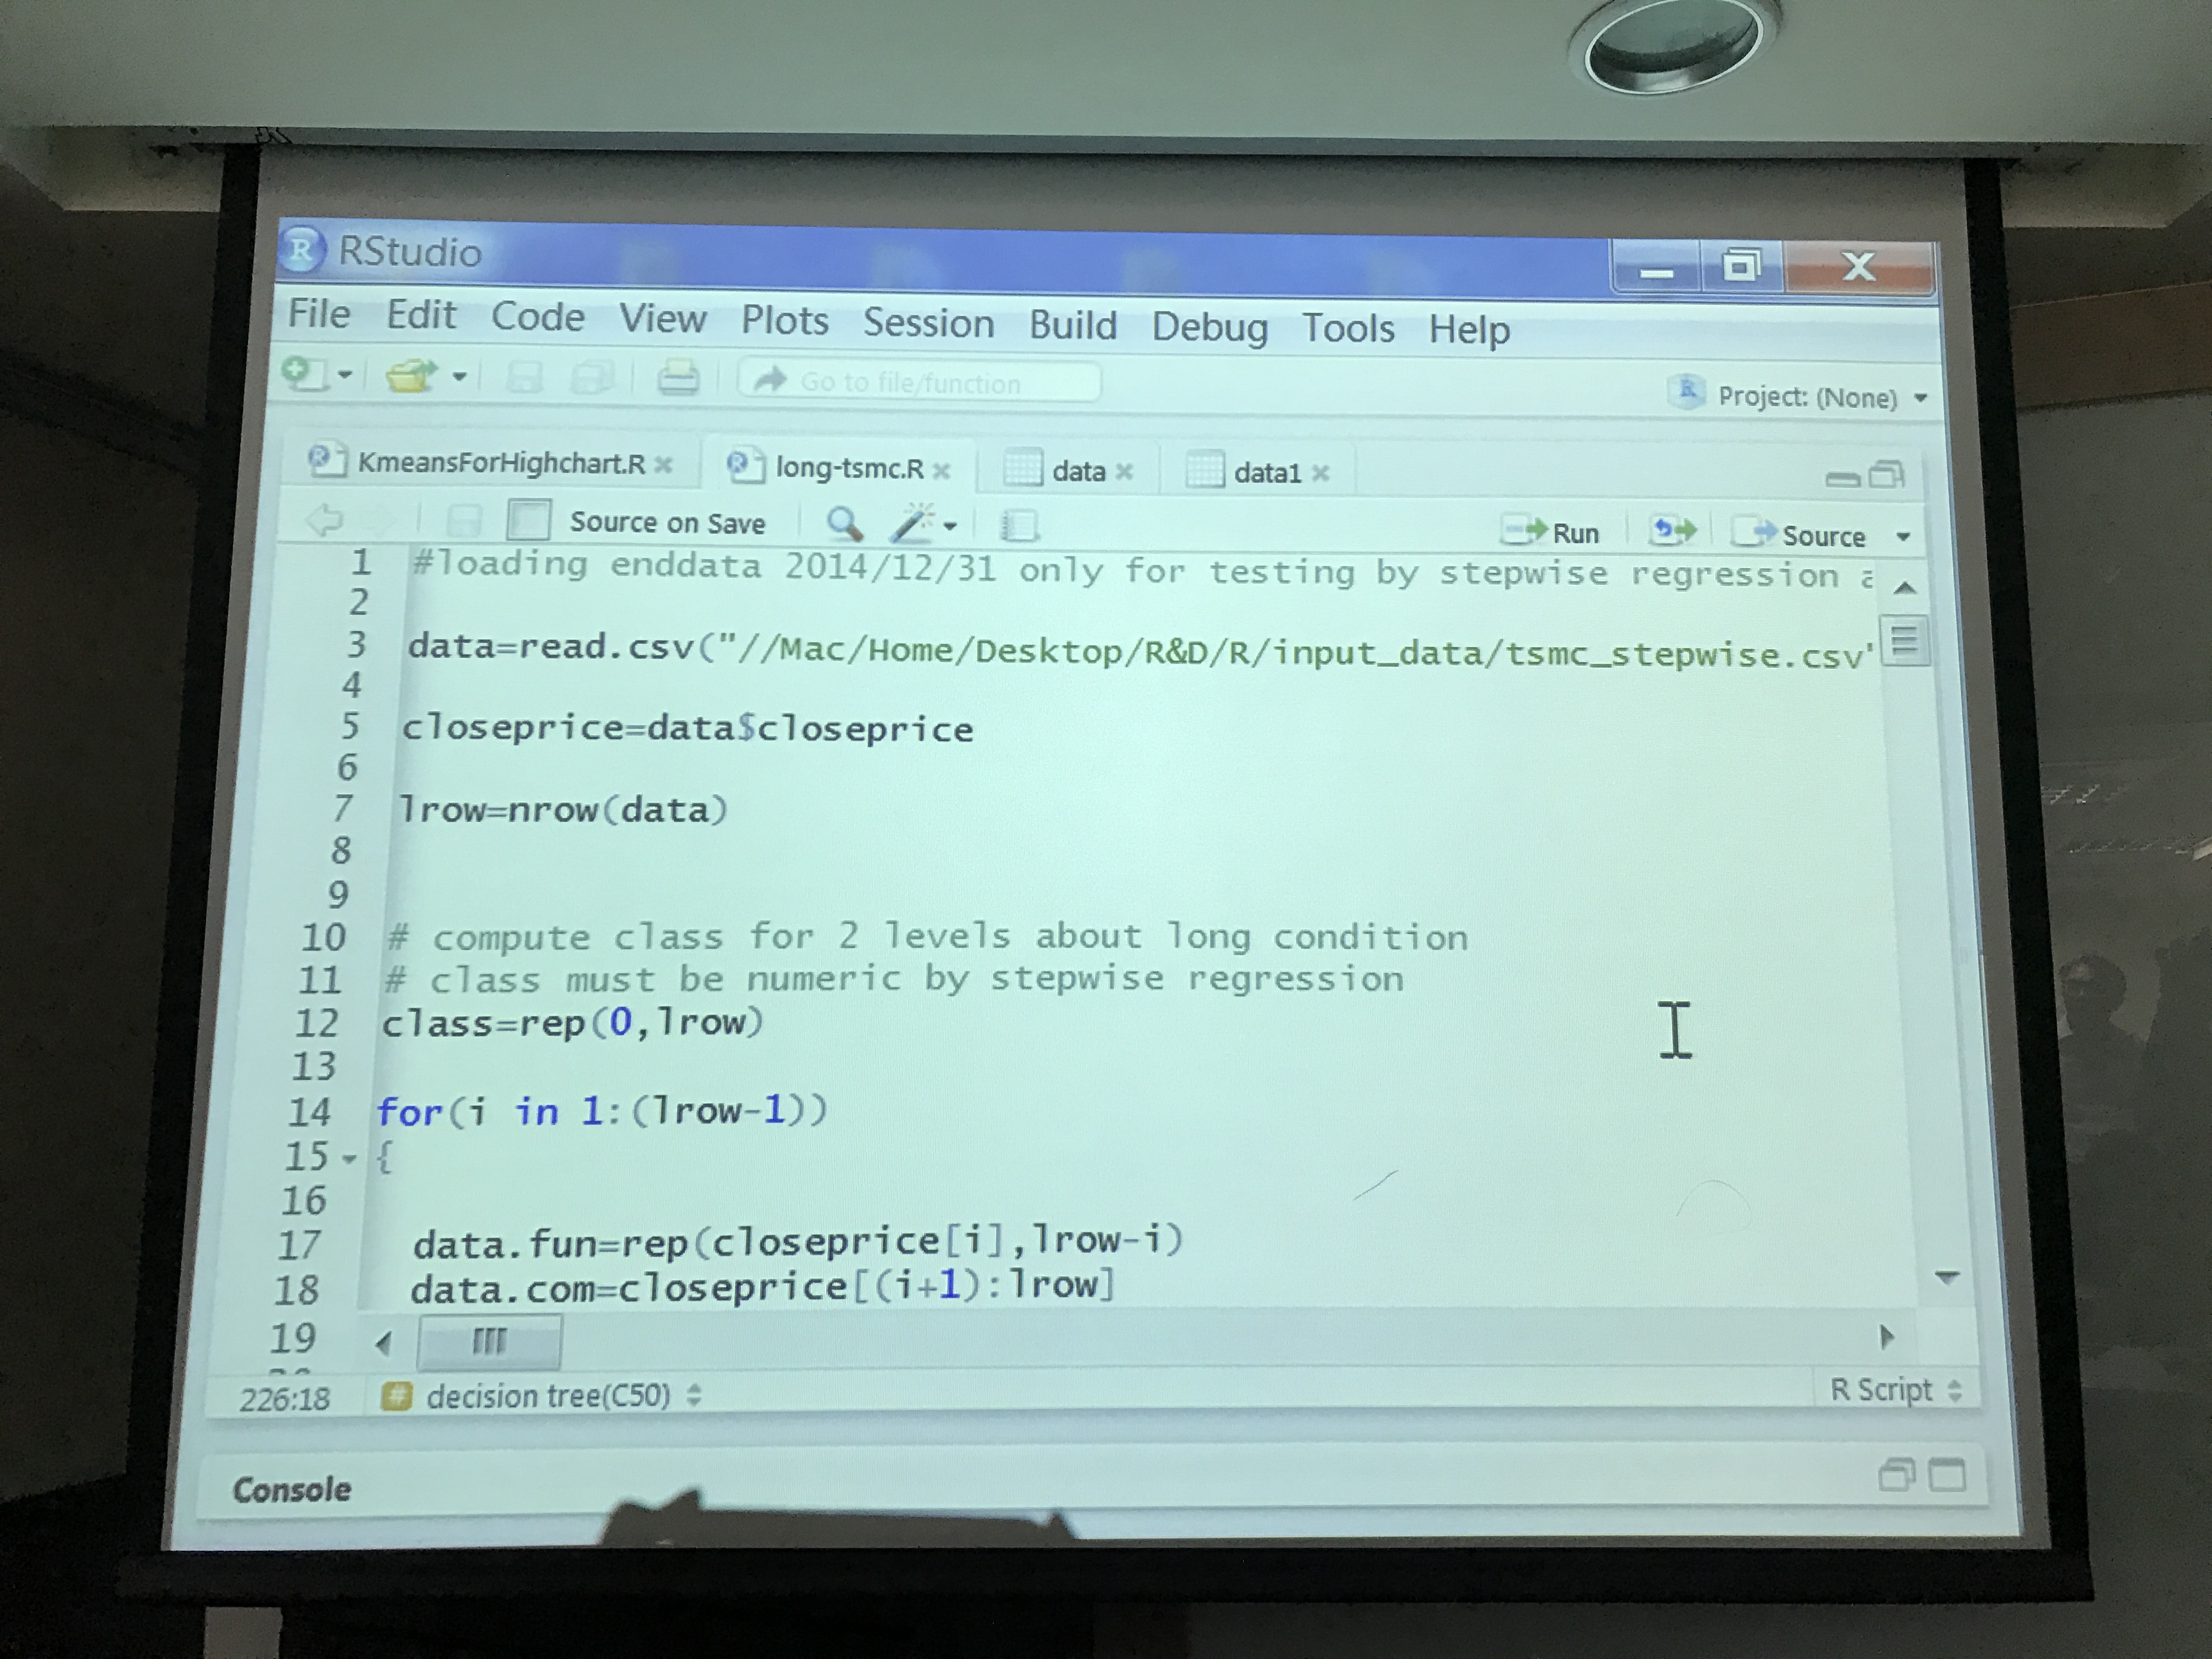 RStudio
File Edit Code View Plots Session Build Debug Tools Help
Go to file/function
Project: (None)
KmeansForHighchart.R long-tsmc.R data data1
Source on Save Run Source
1 #loading enddata 2014/12/31 only for testing by stepwise regression
2
3 data=read.csv("//Mac/Home/Desktop/R&D/R/input_data/tsmc_stepwise.csv"
4
5 closeprice=data$closeprice
6
7 lrow=nrow(data)
8
9
10 # compute class for 2 levels about long condition
11 # class must be numeric by stepwise regression
12 class=rep(0,lrow)
13
14 for(i in 1:(lrow-1))
15 {
16
17 data.fun=rep(closeprice[i],lrow-i)
18 data.com=closeprice[(i+1):lrow]
19
226:18 # decision tree(C50) R Script
Console